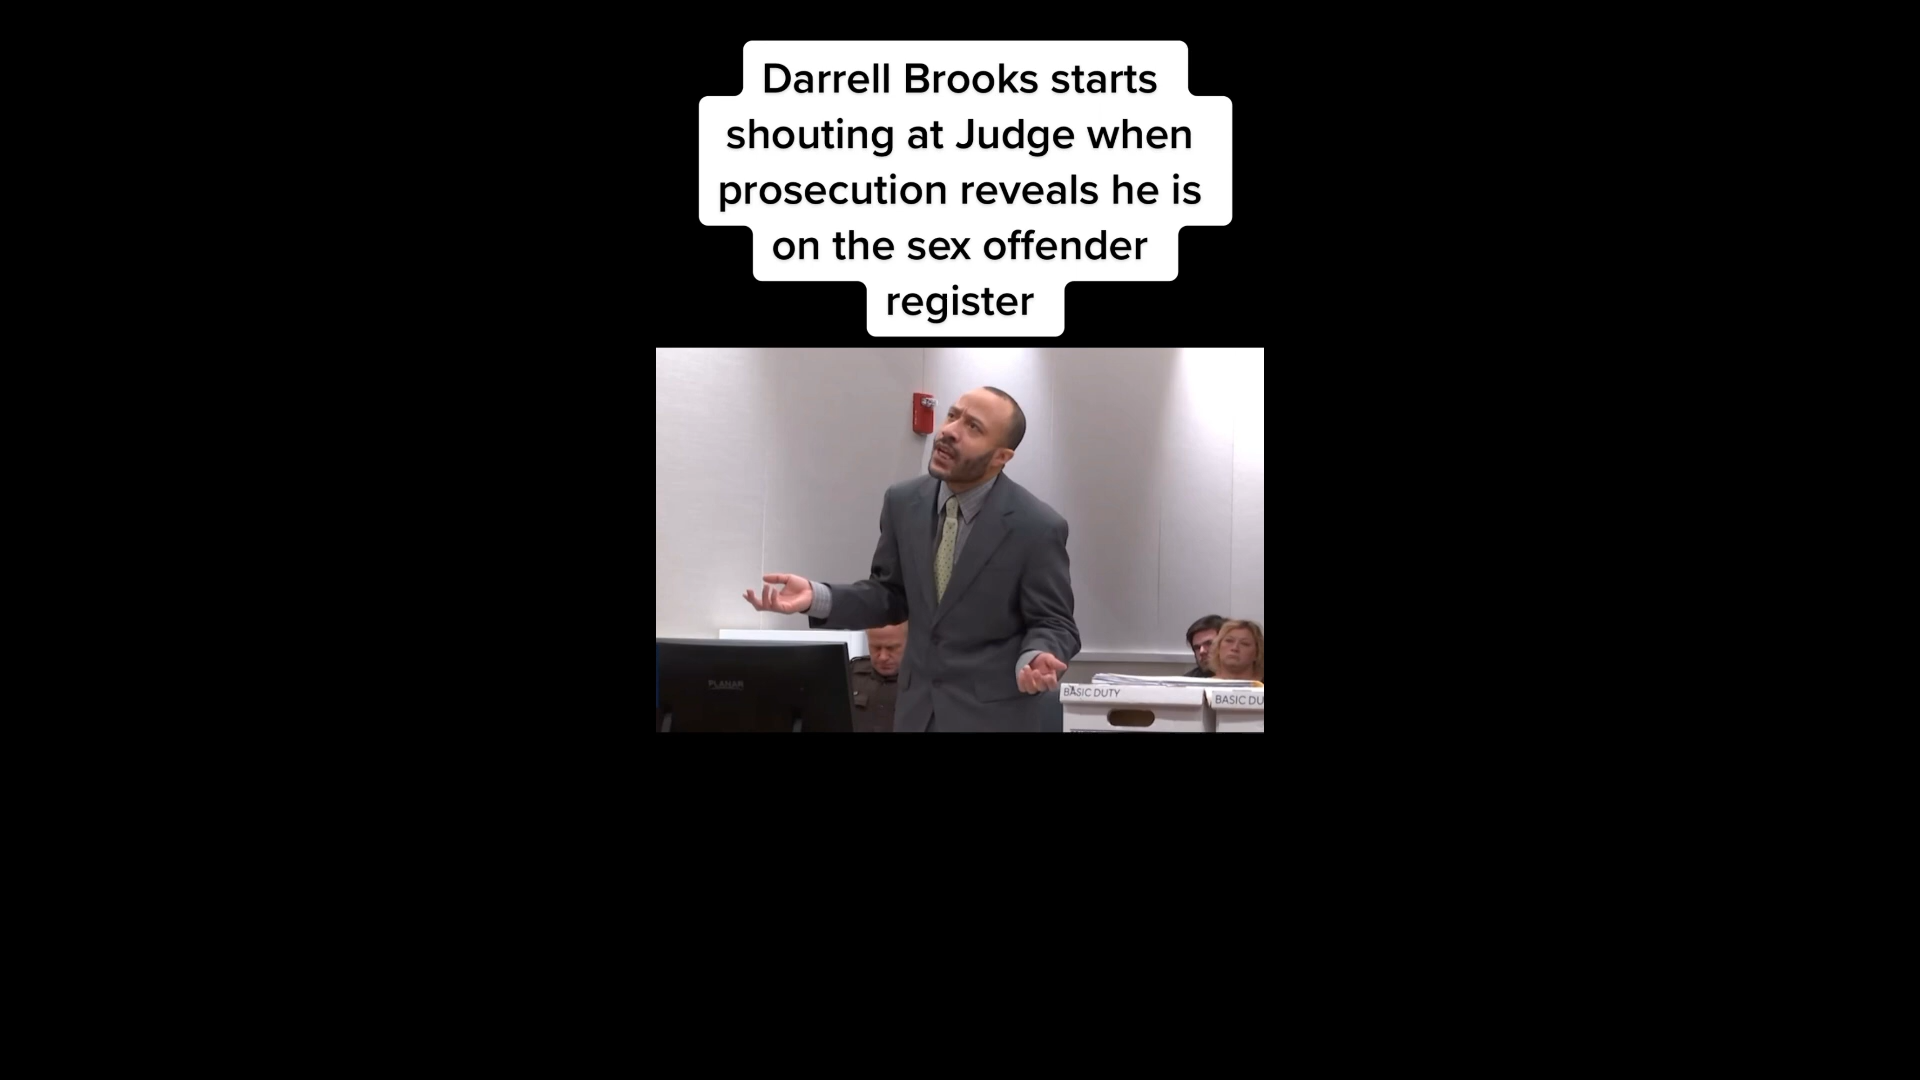 Darrell Brooks starts
shouting at Judge when
prosecution reveals he is
on the sex offender
register
PLANAR
BASIC DUTY
BASIC DU